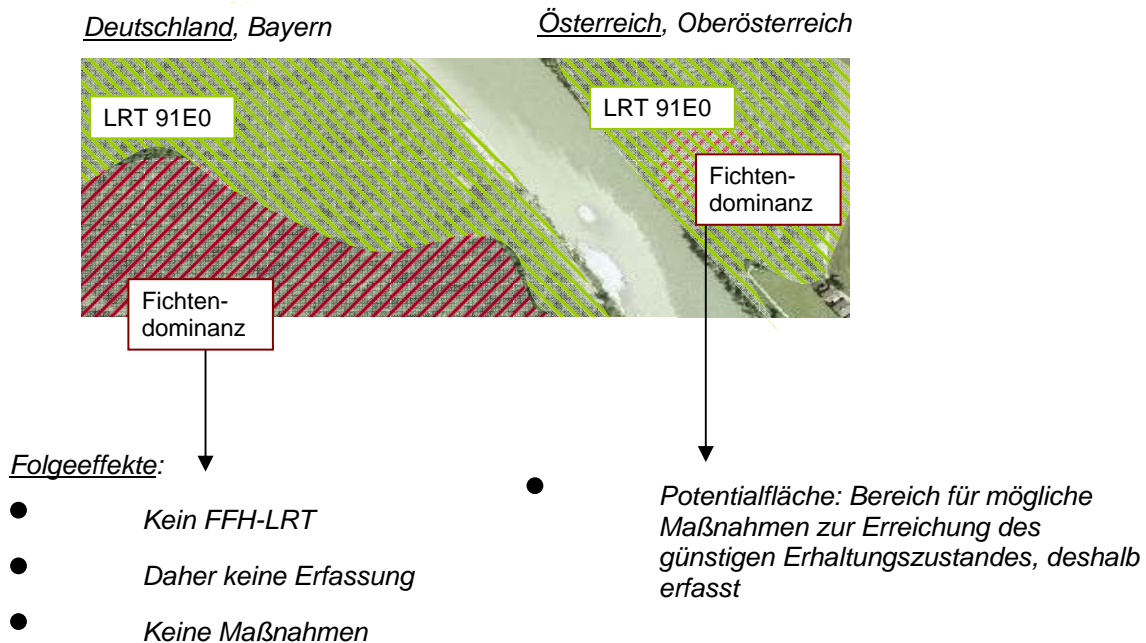 Deutschland, Bayern
Österreich, Oberösterreich
LRT 91E0
LRT 91E0
Fichten-
dominanz
Fichten-
dominanz
Folgeeffekte:
● Kein FFH-LRT
● Daher keine Erfassung
● Keine Maßnahmen
● Potentialfläche: Bereich für mögliche
Maßnahmen zur Erreichung des
günstigen Erhaltungszustandes, deshalb
erfasst